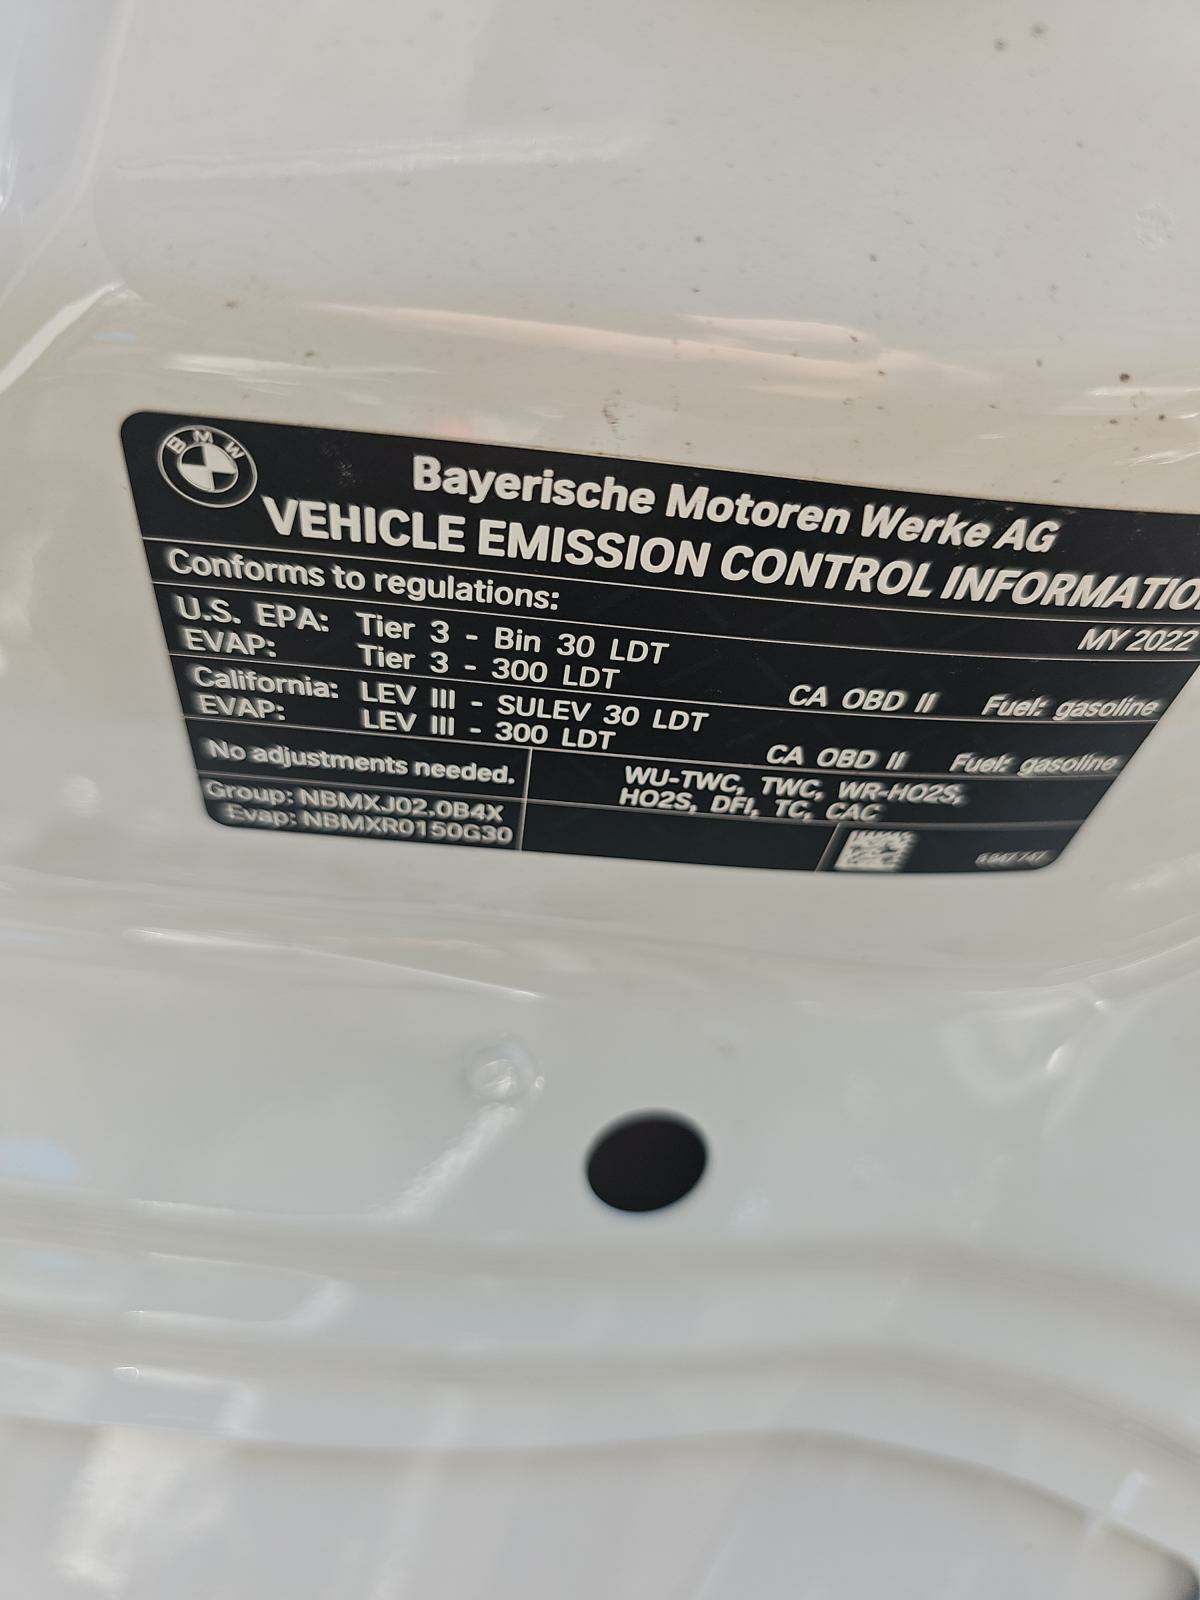 BMW
Bayerische Motoren Werke AG
VEHICLE EMISSION CONTROL INFORMATIO
Conforms to regulations:
MY 2022
U.S. EPA: Tier 3 - Bin 30 LDT
EVAP: Tier 3 - 300 LDT
CA OBD II Fuel: gasoline
California: LEV III - SULEV 30 LDT
EVAP: LEV III - 300 LDT
CA OBD II Fuel: gasoline
No adjustments needed.
WU-TWC, TWC, WR-HO2S,
HO2S, DFI, TC, CAC
Group: NBMXJ02.0B4X
Evap: NBMXR0150G30